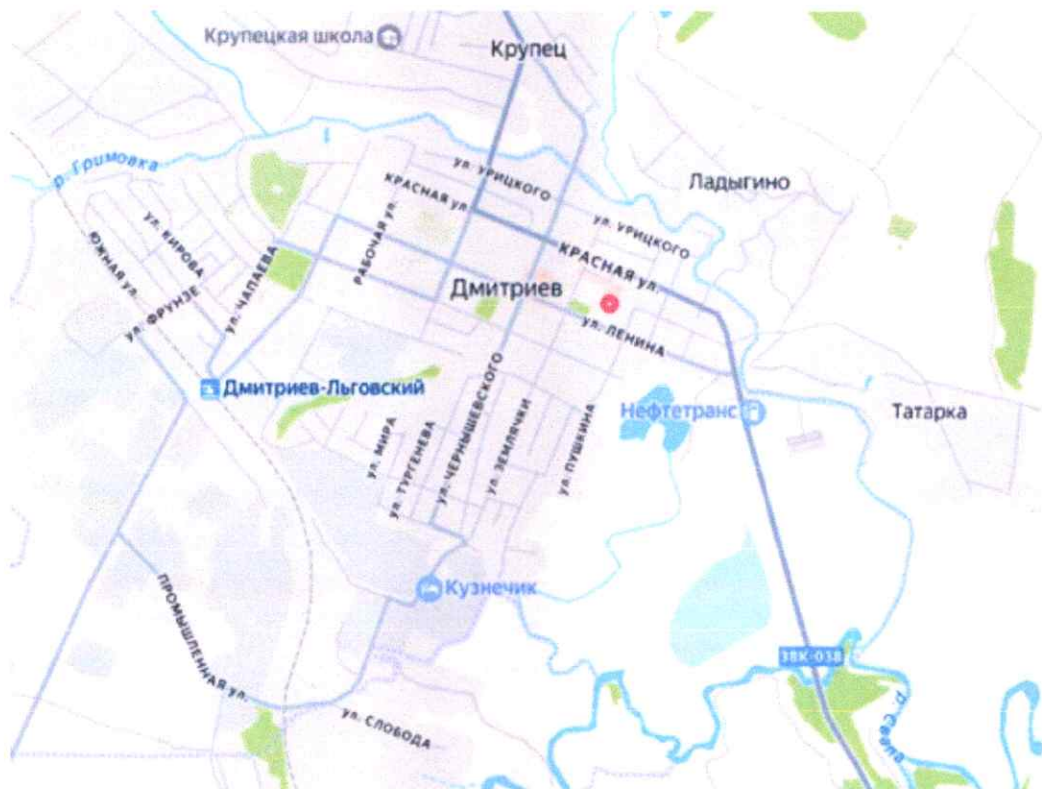 Крупецкая школа
Крупец
р. Гримовка
ул. УРИЦКОГО
КРАСНАЯ ул.
РАБОЧАЯ ул.
Ладыгино
ул. УРИЦКОГО
КРАСНАЯ ул.
ул. КИРОВА
ЮЖНАЯ ул.
ул. ЧАПАЕВА
ул. ФРУНЗЕ
Дмитриев
ул. ЛЕНИНА
Дмитриев-Льговский
Нефтетранс
Татарка
ул. МИРА
ул. ТУРГЕНЕВА
ул. ЧЕРНЫШЕВСКОГО
ул. ЗЕМЛЯЧКИ
ул. ПУШКИНА
Кузнечик
ПРОМЫШЛЕННАЯ ул.
38К-038
ул. СЛОБОДА
р. Свапа